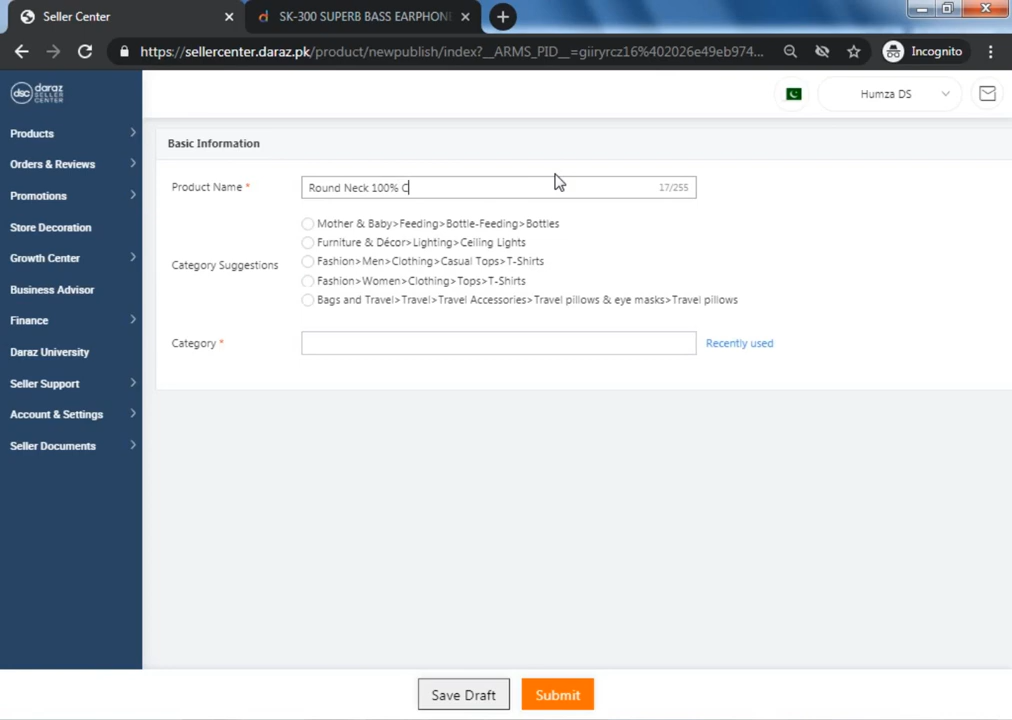 Seller Center
SK-300 SUPERB BASS EARPHON
https://sellercenter.daraz.pk/product/newpublish/index?__ARMS_PID__=giiryrcz16%402026e49eb974...
Incognito
dsc daraz SELLER CENTER
Humza DS
Products
Orders & Reviews
Promotions
Store Decoration
Growth Center
Business Advisor
Finance
Daraz University
Seller Support
Account & Settings
Seller Documents
Basic Information
Product Name *
Round Neck 100% C
17/255
Category Suggestions
Mother & Baby>Feeding>Bottle-Feeding>Bottles
Furniture & Décor>Lighting>Ceiling Lights
Fashion>Men>Clothing>Casual Tops>T-Shirts
Fashion>Women>Clothing>Tops>T-Shirts
Bags and Travel>Travel>Travel Accessories>Travel pillows & eye masks>Travel pillows
Category *
Recently used
Save Draft
Submit